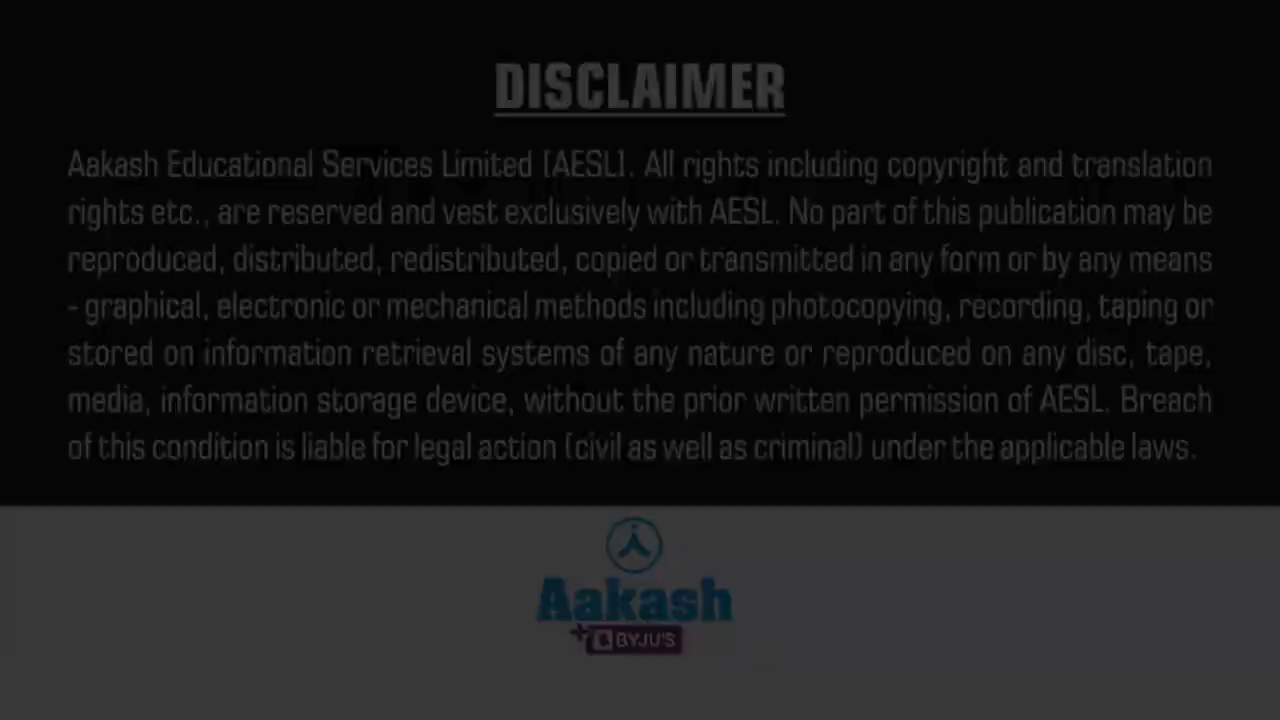 DISCLAIMER
Aakash Educational Services Limited [AESL]. All rights including copyright and translation
rights etc., are reserved and vest exclusively with AESL. No part of this publication may be
reproduced, distributed, redistributed, copied or transmitted in any form or by any means
- graphical, electronic or mechanical methods including photocopying, recording, taping or
stored on information retrieval systems of any nature or reproduced on any disc, tape,
media, information storage device, without the prior written permission of AESL. Breach
of this condition is liable for legal action (civil as well as criminal) under the applicable laws.
Aakash
+ BYJU'S